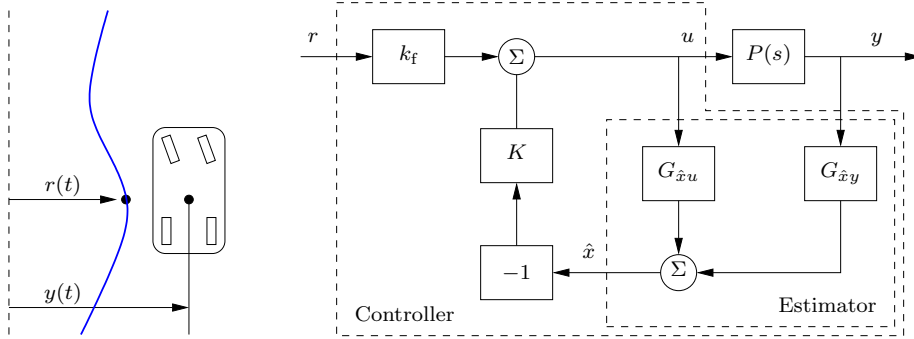 r(t)
y(t)
r
k_f
Σ
u
P(s)
y
K
G_{x̂u}
G_{x̂y}
x̂
−1
Σ
Controller
Estimator